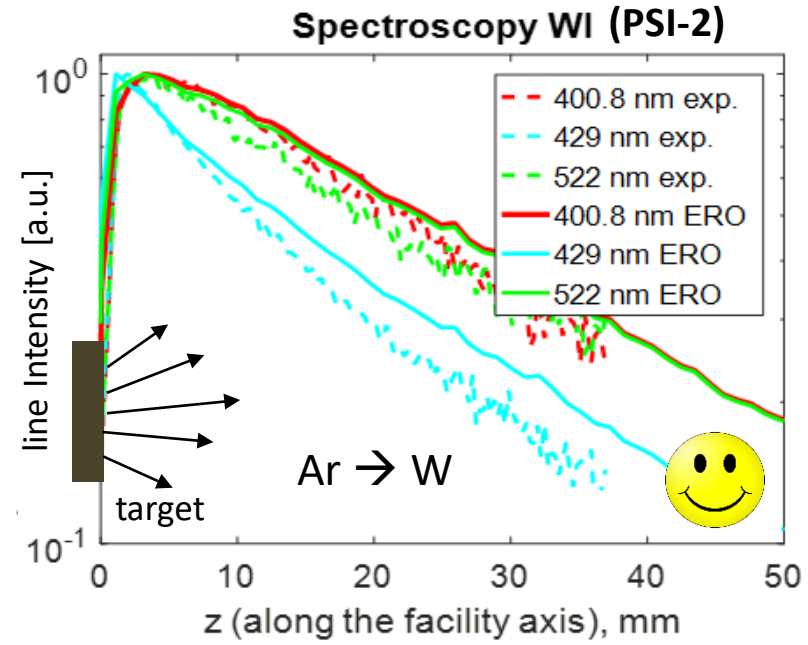 Spectroscopy WI (PSI-2)
10^0
400.8 nm exp.
429 nm exp.
522 nm exp.
400.8 nm ERO
429 nm ERO
522 nm ERO
line Intensity [a.u.]
Ar → W
target
10^-1
0 10 20 30 40 50
z (along the facility axis), mm